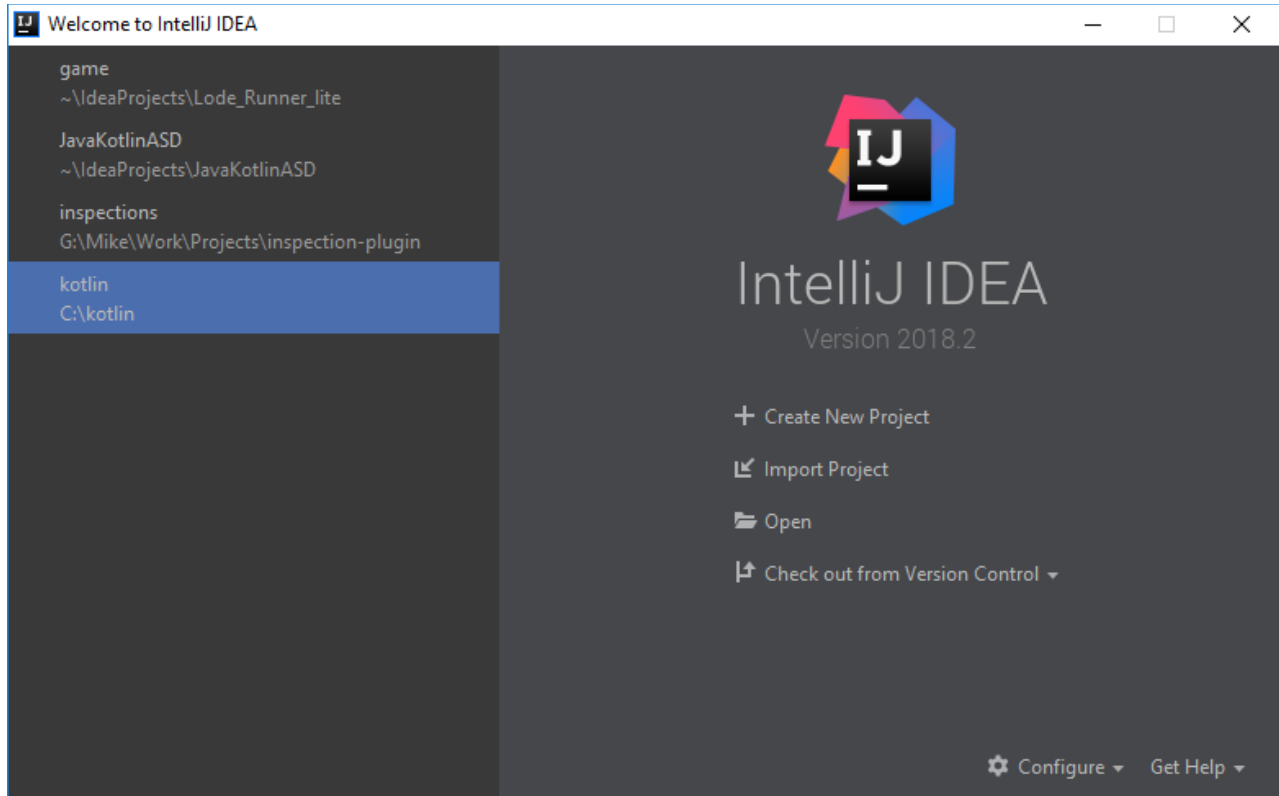 IJ Welcome to IntelliJ IDEA
game
~\IdeaProjects\Lode_Runner_lite
JavaKotlinASD
~\IdeaProjects\JavaKotlinASD
inspections
G:\Mike\Work\Projects\inspection-plugin
kotlin
C:\kotlin
IJ
IntelliJ IDEA
Version 2018.2
Create New Project
Import Project
Open
Check out from Version Control
Configure Get Help